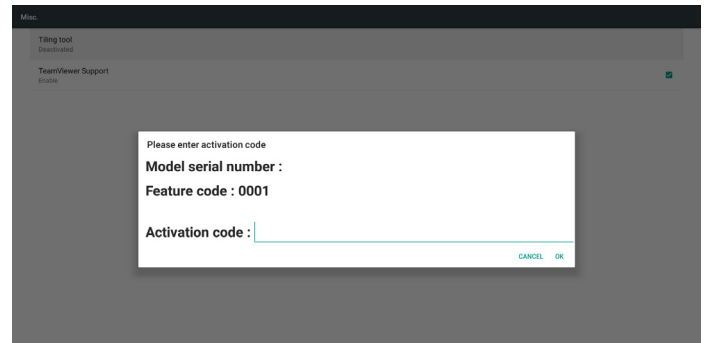 Misc.
Tiling tool
Deactivated
TeamViewer Support
Enable
Please enter activation code
Model serial number :
Feature code : 0001
Activation code :
CANCEL OK